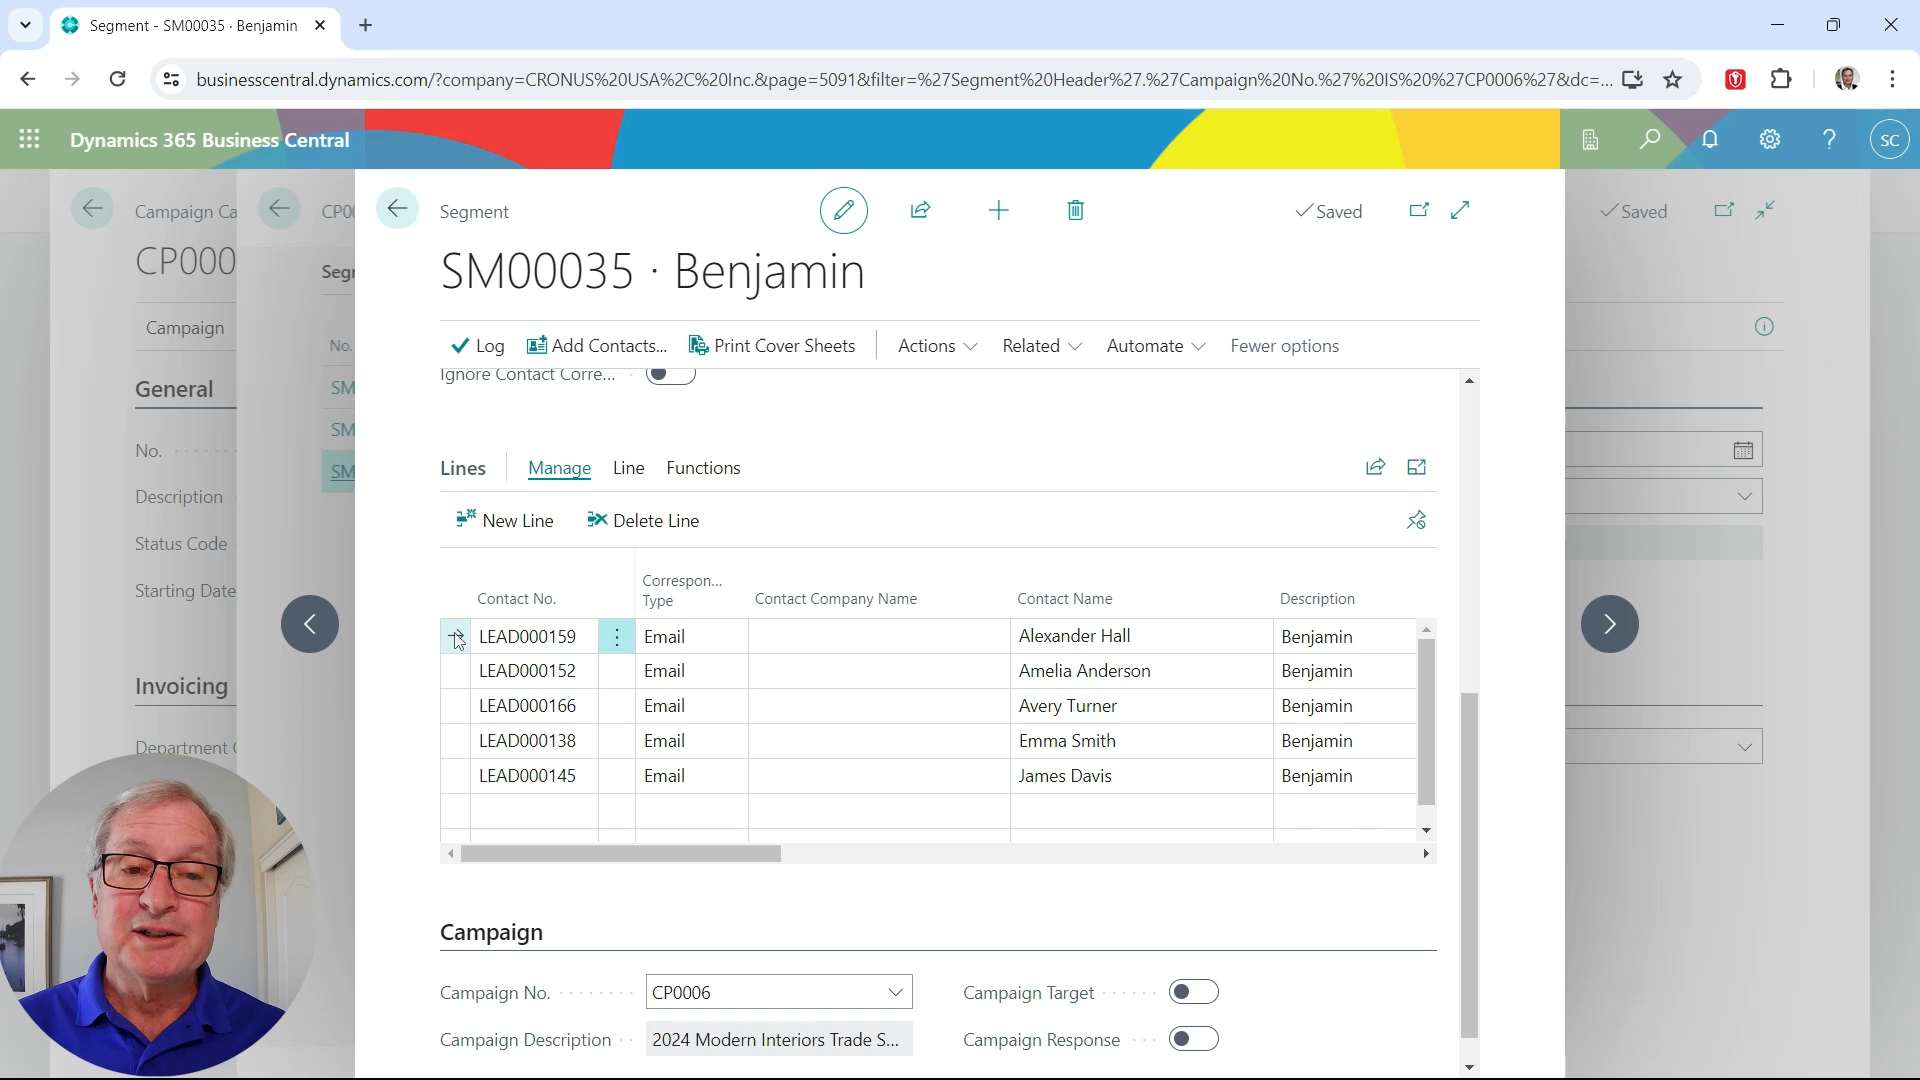 Segment - SM00035 · Benjamin
businesscentral.dynamics.com/?company=CRONUS%20USA%2C%20Inc.&page=5091&filter=%27Segment%20Header%27.%27Campaign%20No.%27%20IS%20%27CP0006%27&dc=...
Dynamics 365 Business Central
SC
Campaign Ca
CP00
Segment
Saved
Saved
CP000
Segr
SM00035 · Benjamin
Campaign
No.
Log
Add Contacts...
Print Cover Sheets
Actions
Related
Automate
Fewer options
General
SM
Ignore Contact Corre...
No.
SM
Lines
Manage
Line
Functions
SM
Description
New Line
Delete Line
Status Code
Starting Date
Contact No.
Correspon... Type
Contact Company Name
Contact Name
Description
LEAD000159 Email Alexander Hall Benjamin
LEAD000152 Email Amelia Anderson Benjamin
LEAD000166 Email Avery Turner Benjamin
LEAD000138 Email Emma Smith Benjamin
LEAD000145 Email James Davis Benjamin
Invoicing
Department
Campaign
Campaign No. CP0006
Campaign Target
Campaign Description 2024 Modern Interiors Trade S...
Campaign Response